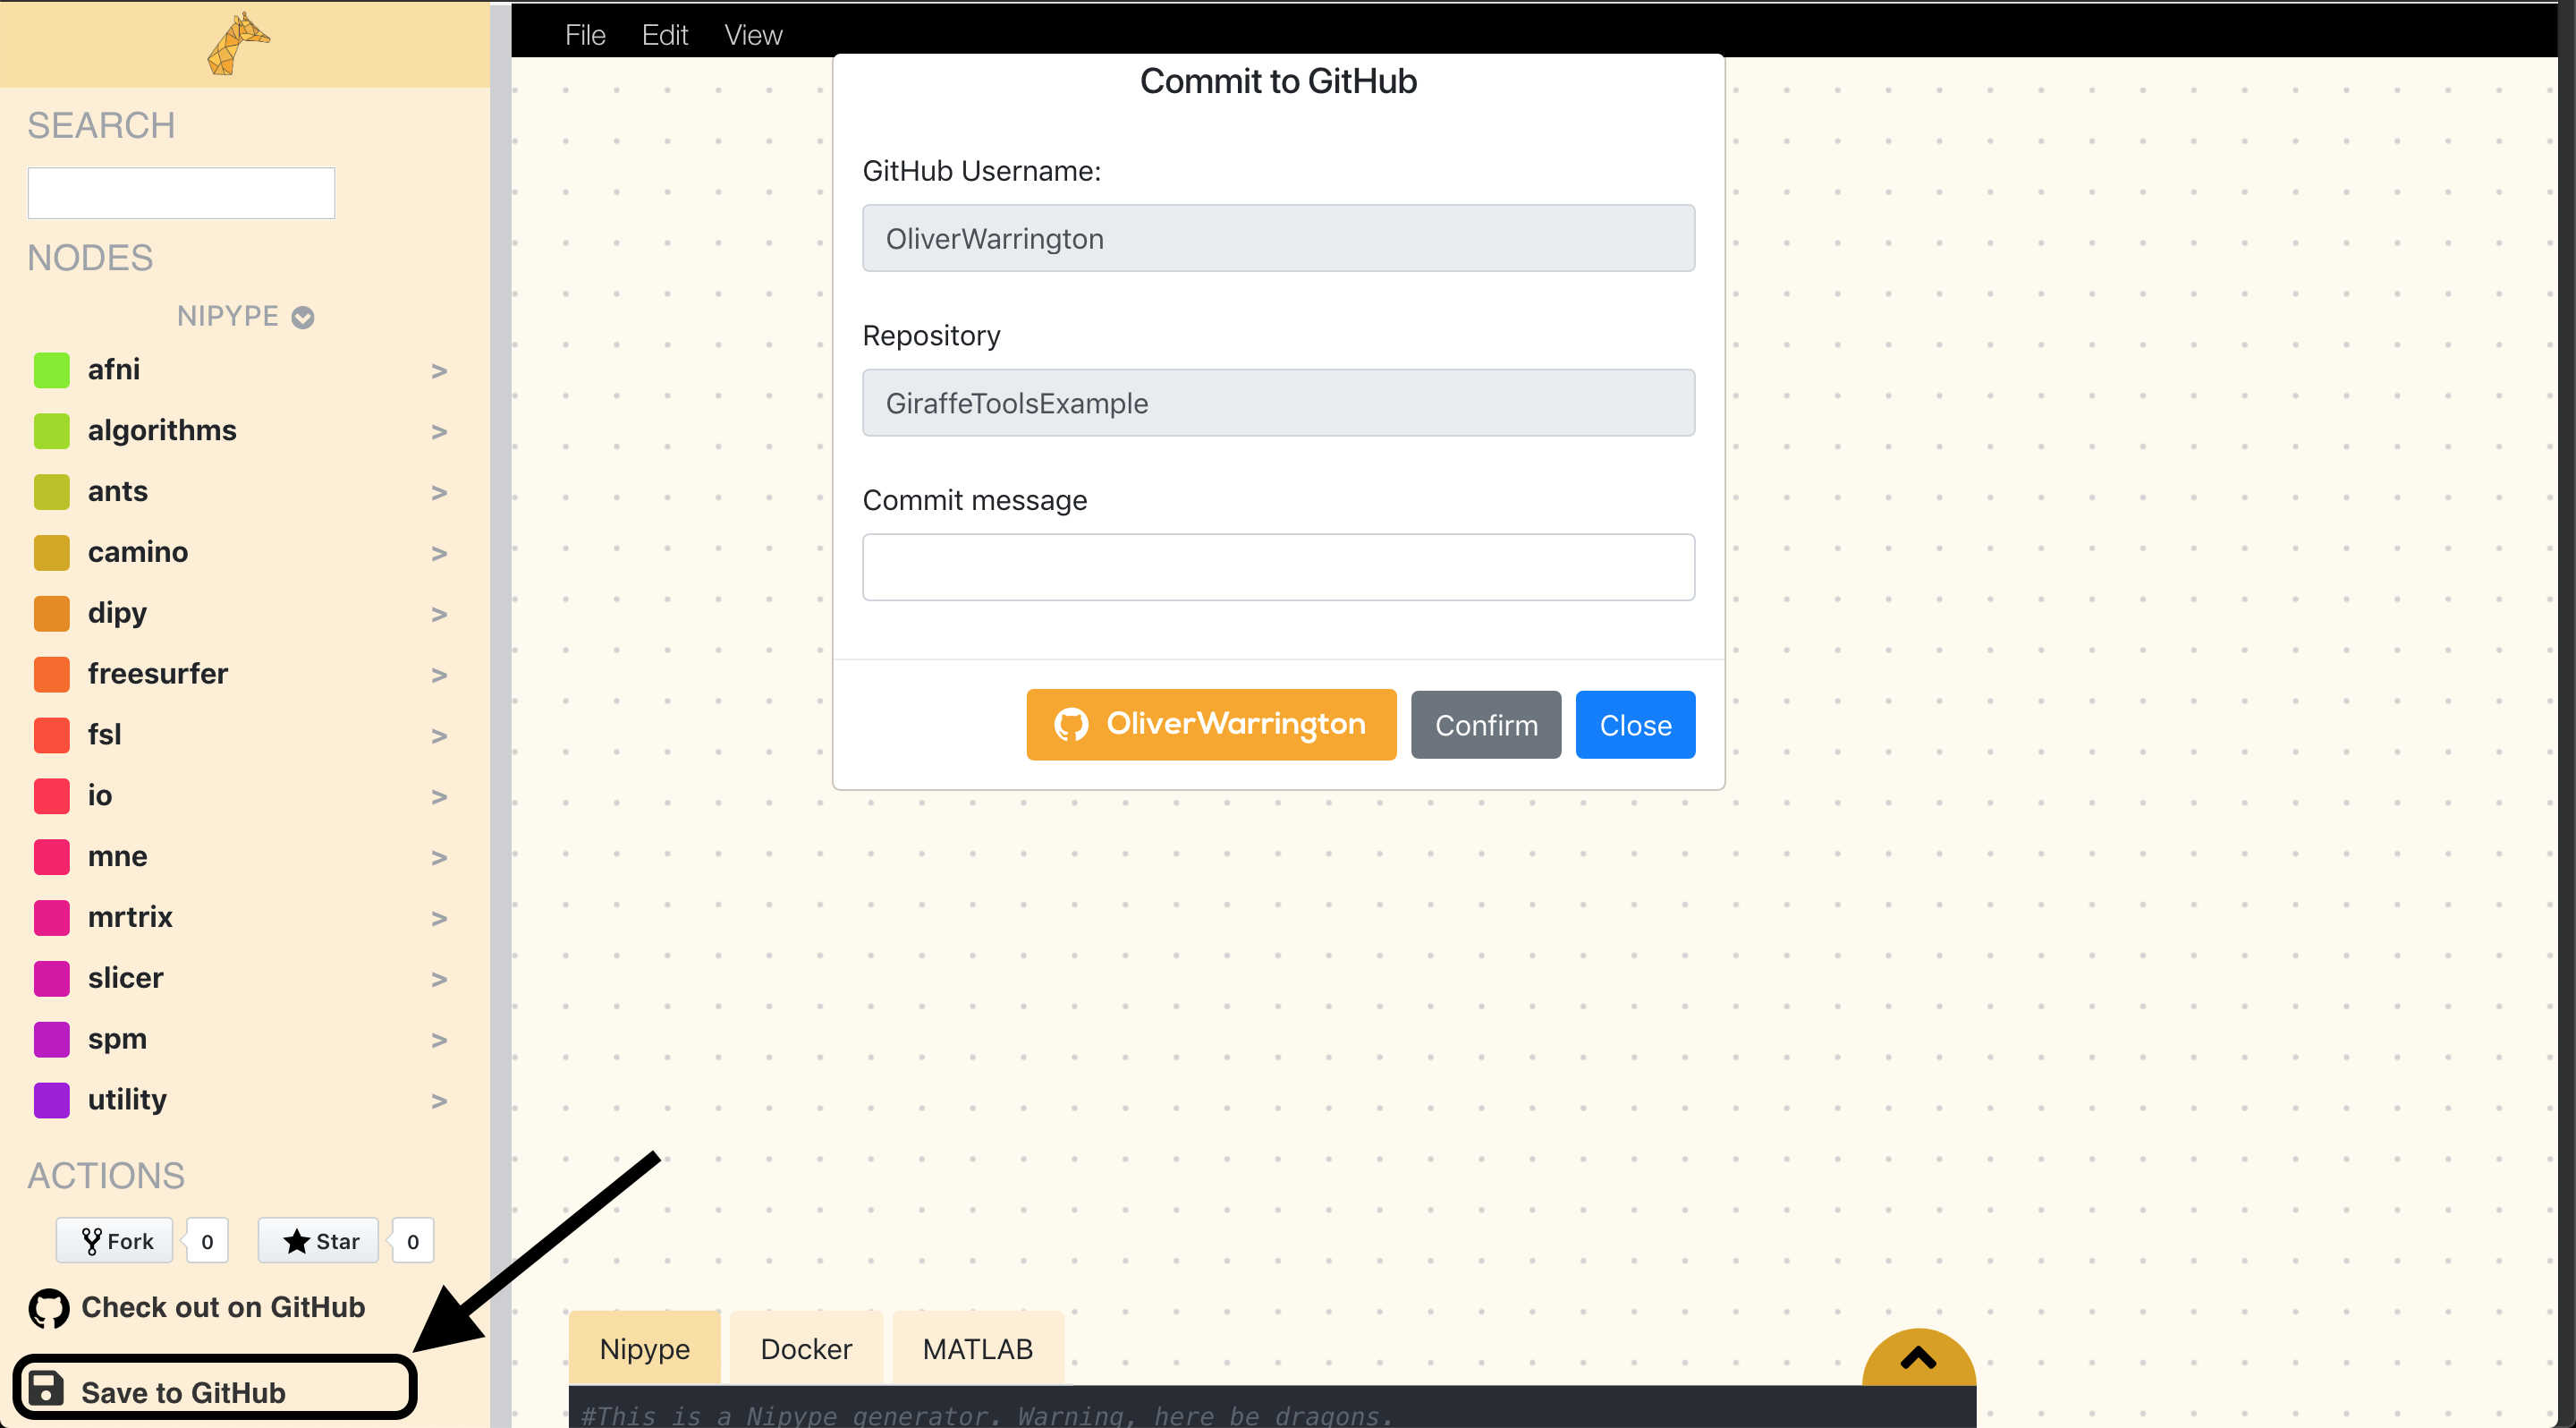 File Edit View
SEARCH
NODES
NIPYPE
afni >
algorithms >
ants >
camino >
dipy >
freesurfer >
fsl >
io >
mne >
mrtrix >
slicer >
spm >
utility >
ACTIONS
Fork 0 Star 0
Check out on GitHub
Save to GitHub
Commit to GitHub
GitHub Username:
OliverWarrington
Repository
GiraffeToolsExample
Commit message
OliverWarrington Confirm Close
Nipype Docker MATLAB
#This is a Nipype generator. Warning, here be dragons.